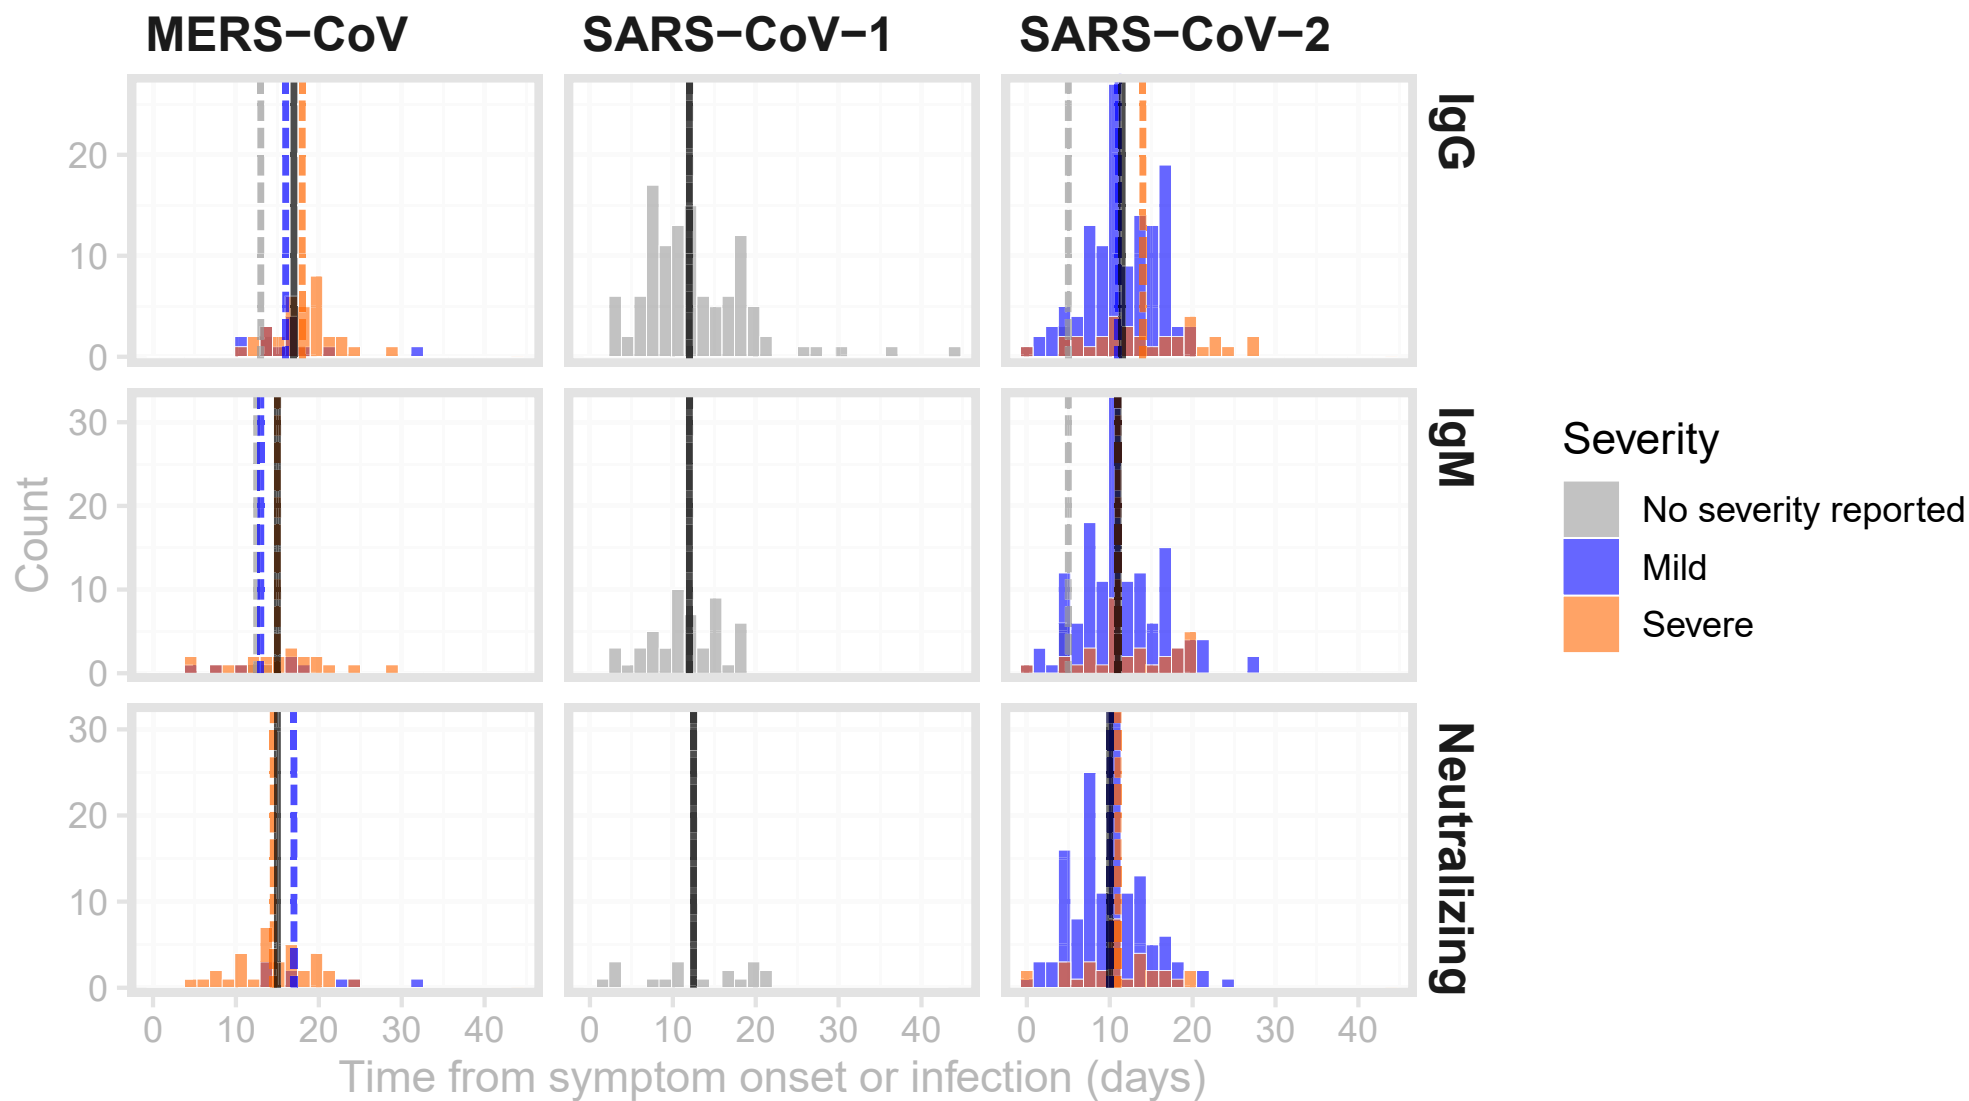 MERS−CoV SARS−CoV−1 SARS−CoV−2
20
10
0
IgG
30
20
10
0
IgM
30
20
10
0
Neutralizing
0 10 20 30 40 0 10 20 30 40 0 10 20 30 40
Time from symptom onset or infection (days)
Count
Severity
No severity reported
Mild
Severe